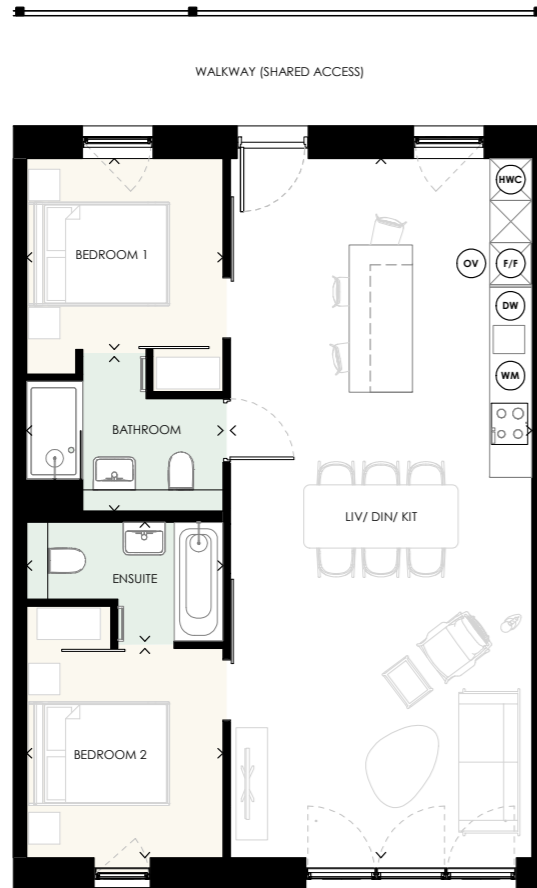 WALKWAY (SHARED ACCESS)
HWC
BEDROOM 1
OV
F/F
DW
WM
BATHROOM
LIV/ DIN/ KIT
ENSUITE
BEDROOM 2